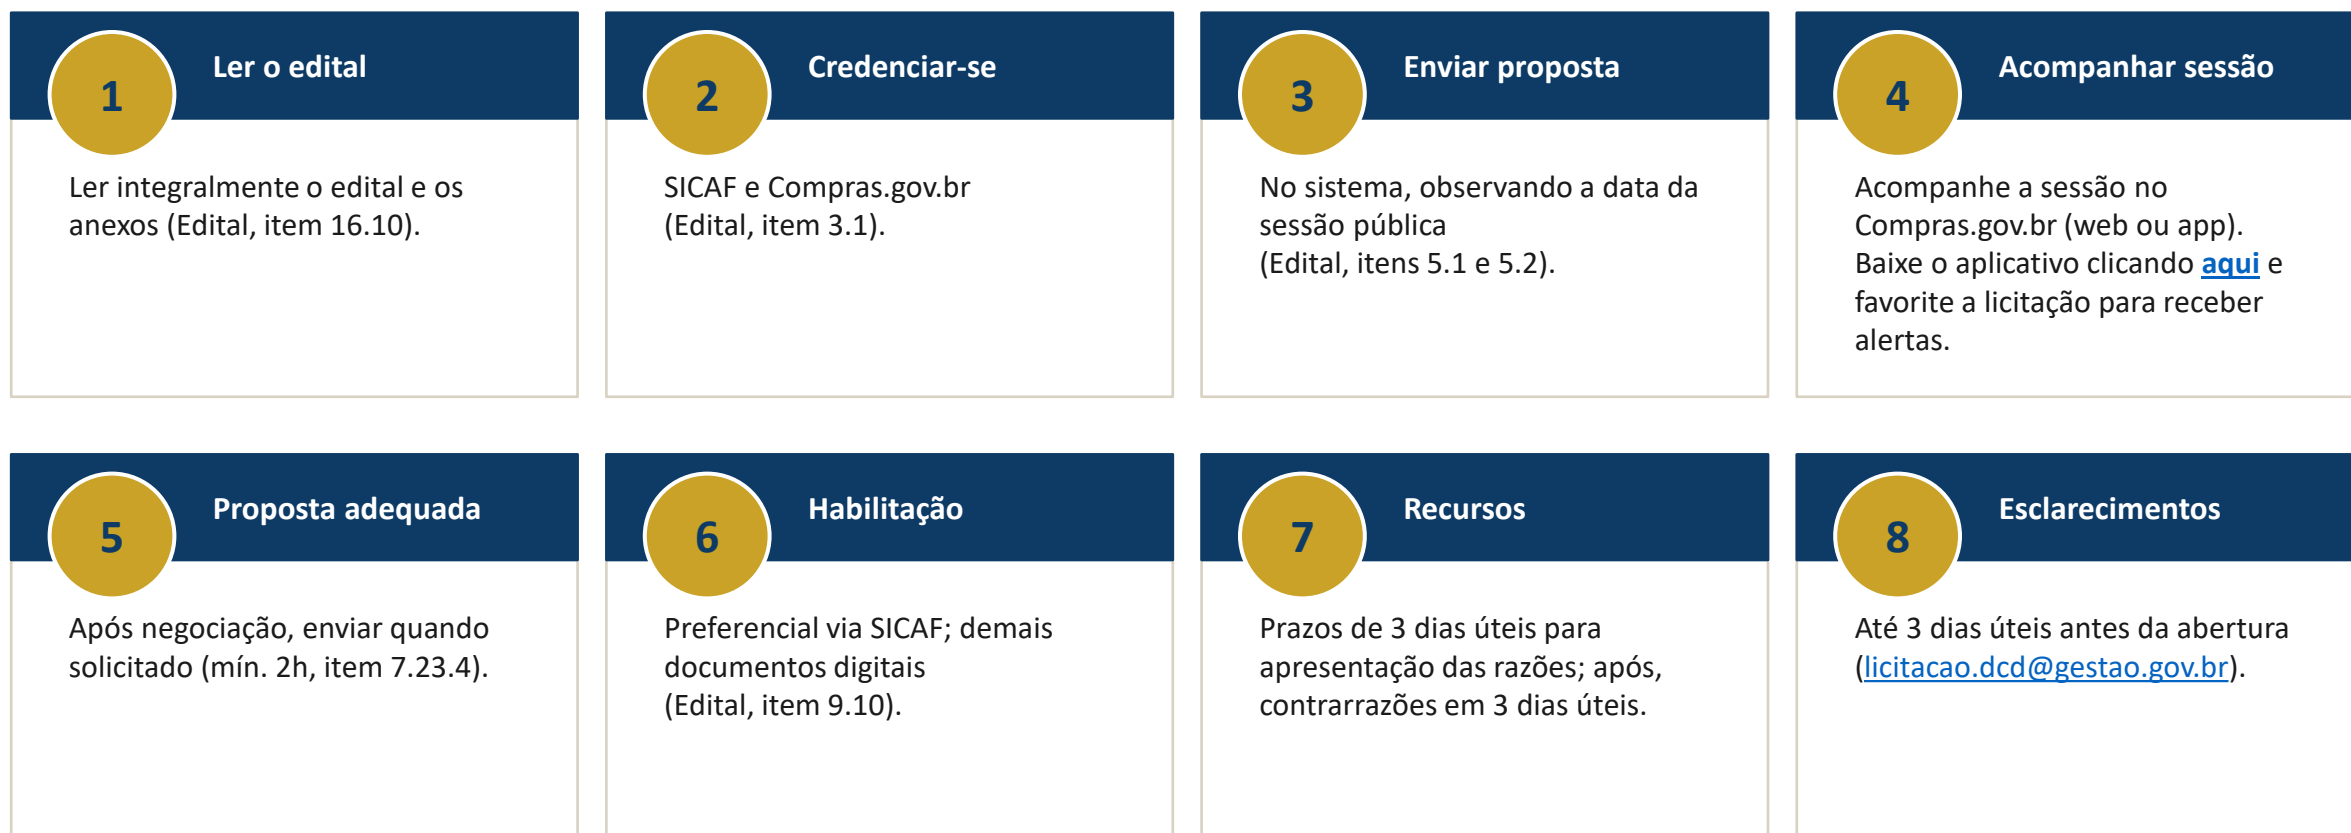 1
Ler o edital
Ler integralmente o edital e os
anexos (Edital, item 16.10).
2
Credenciar-se
SICAF e Compras.gov.br
(Edital, item 3.1).
3
Enviar proposta
No sistema, observando a data da
sessão pública
(Edital, itens 5.1 e 5.2).
4
Acompanhar sessão
Acompanhe a sessão no
Compras.gov.br (web ou app).
Baixe o aplicativo clicando aqui e
favorite a licitação para receber
alertas.
5
Proposta adequada
Após negociação, enviar quando
solicitado (mín. 2h, item 7.23.4).
6
Habilitação
Preferencial via SICAF; demais
documentos digitais
(Edital, item 9.10).
7
Recursos
Prazos de 3 dias úteis para
apresentação das razões; após,
contrarrazões em 3 dias úteis.
8
Esclarecimentos
Até 3 dias úteis antes da abertura
(licitacao.dcd@gestao.gov.br).